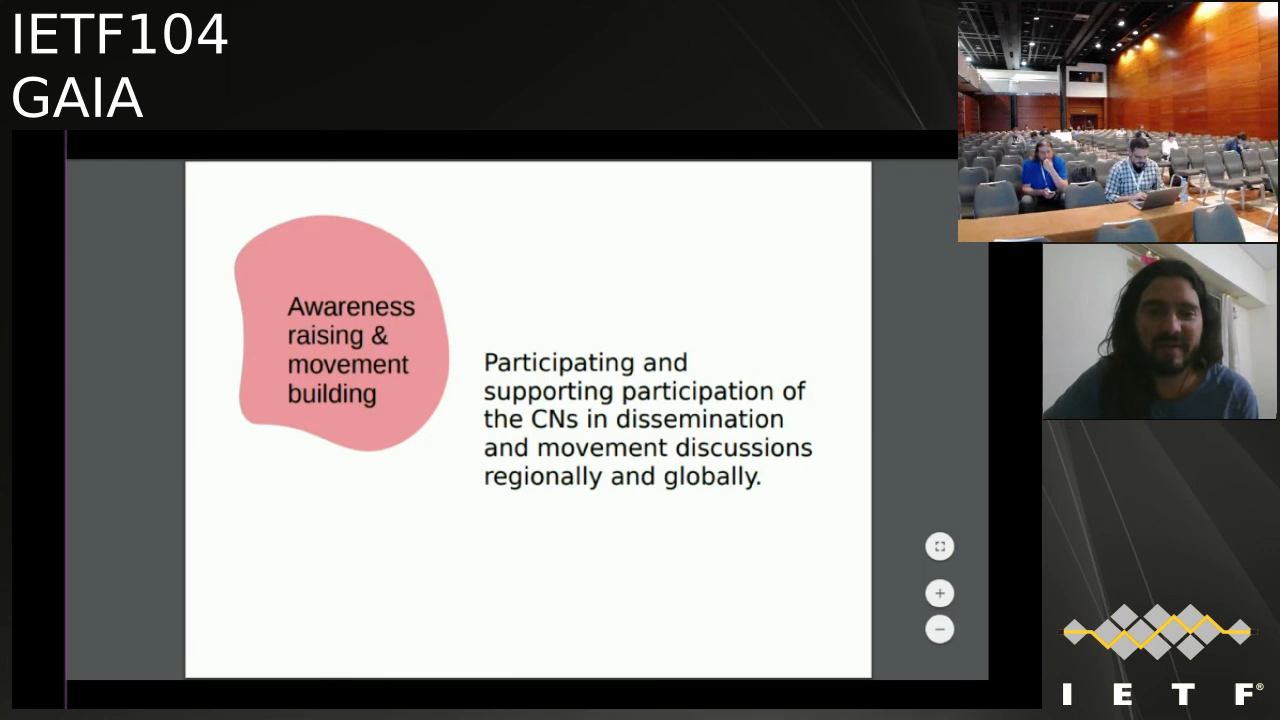 IETF104
GAIA
Awareness
raising &
movement
building
Participating and
supporting participation of
the CNs in dissemination
and movement discussions
regionally and globally.
I E T F®